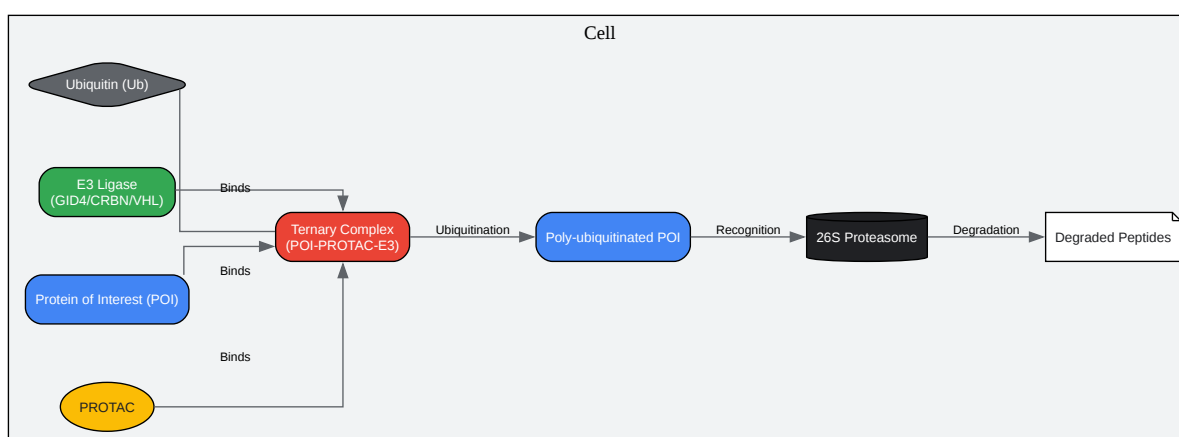 Cell
Ubiquitin (Ub)
E3 Ligase
(GID4/CRBN/VHL)
Binds
Ternary Complex
(POI-PROTAC-E3)
Ubiquitination
Poly-ubiquitinated POI
Recognition
26S Proteasome
Degradation
Degraded Peptides
Binds
Protein of Interest (POI)
Binds
PROTAC